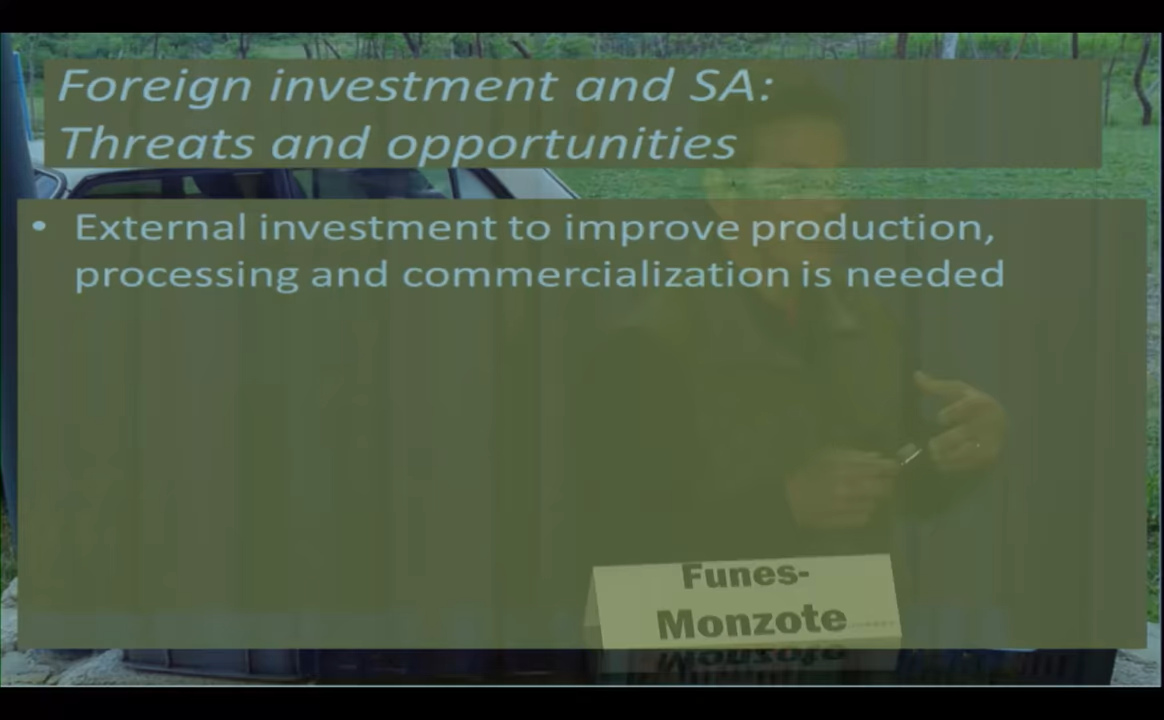 Foreign investment and SA:
Threats and opportunities
• External investment to improve production,
processing and commercialization is needed
Funes-
Monzote